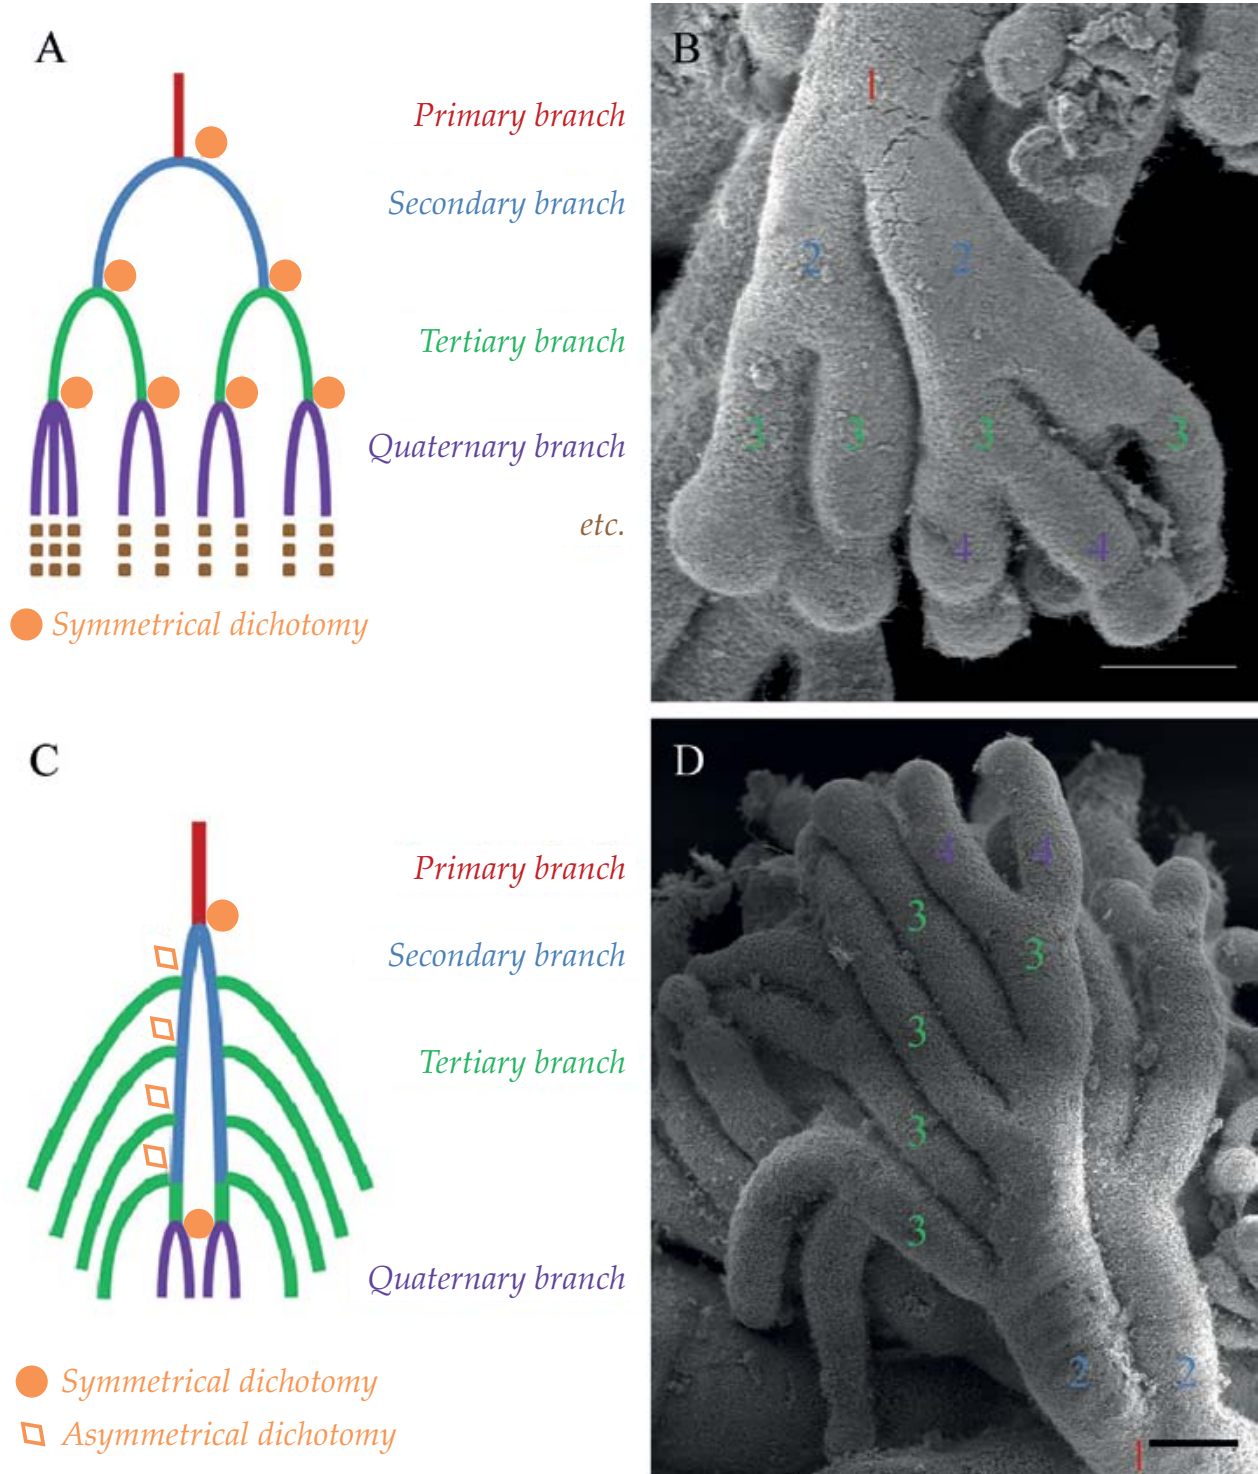 A
Primary branch
Secondary branch
Tertiary branch
Quaternary branch
etc.
Symmetrical dichotomy
B
1
2 2
3 3 3 3
4 4
C
Primary branch
Secondary branch
Tertiary branch
Quaternary branch
Symmetrical dichotomy
Asymmetrical dichotomy
D
4 4
3
3
3
3
3
2 2
1